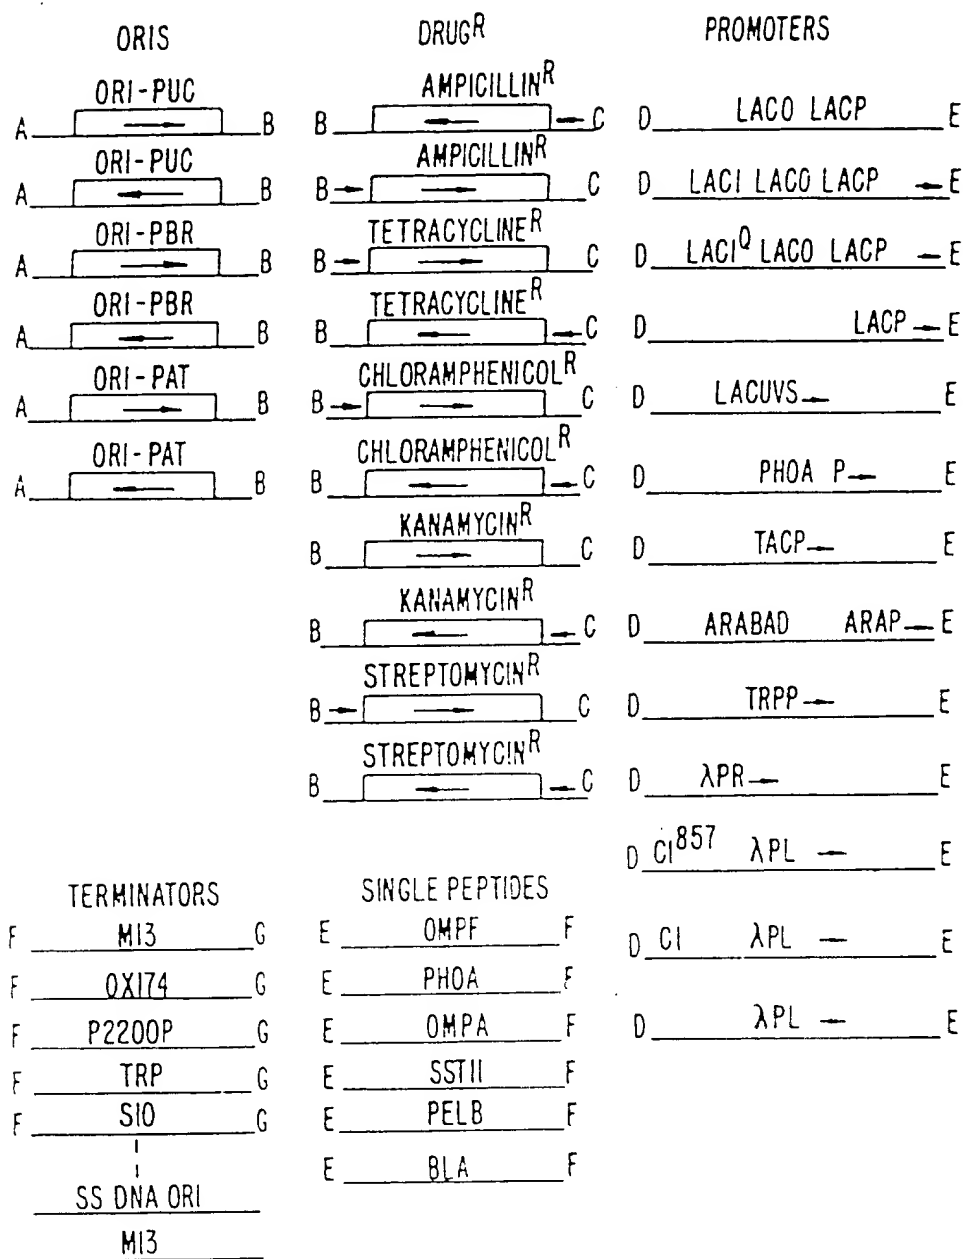 ORIS
ORI-PUC
A B
ORI-PUC
A B
ORI-PBR
A B
ORI-PBR
A B
ORI-PAT
A B
ORI-PAT
A B
DRUGR
AMPICILLINR
B C
AMPICILLINR
B C
TETRACYCLINER
B C
TETRACYCLINER
B C
CHLORAMPHENICOLR
B C
CHLORAMPHENICOLR
B C
KANAMYCINR
B C
KANAMYCINR
B C
STREPTOMYCINR
B C
STREPTOMYCINR
B C
PROMOTERS
D LACO LACP E
D LACI LACO LACP E
D LACIQ LACO LACP E
D LACP E
D LACUVS E
D PHOA P E
D TACP E
D ARABAD ARAP E
D TRPP E
D λPR E
D CI857 λPL E
D CI λPL E
D λPL E
TERMINATORS
F M13 G
F OX174 G
F P2200P G
F TRP G
F S10 G
SS DNA ORI
M13
SINGLE PEPTIDES
E OMPF F
E PHOA F
E OMPA F
E SSTII F
E PELB F
E BLA F